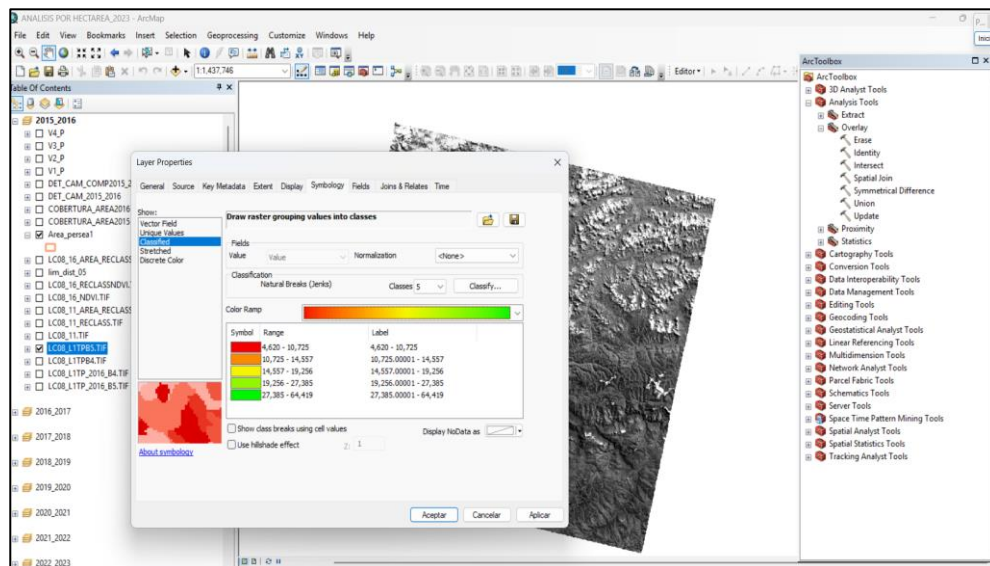 ANALISIS POR HECTAREA_2023 - ArcMap
File Edit View Bookmarks Insert Selection Geoprocessing Customize Windows Help
1:1,437,746
Editor
Table Of Contents
2015_2016
V4_P
V3_P
V2_P
V1_P
DET_CAM_COMP2015_2
DET_CAM_2015_2016
COBERTURA_AREA2016
COBERTURA_AREA2015
Area_persea1
LC08_16_AREA_RECLASS
lim_dist_05
LC08_16_RECLASSNDVI.
LC08_16_NDVI.TIF
LC08_11_AREA_RECLASS
LC08_11_RECLASS.TIF
LC08_11.TIF
LC08_L1TPB5.TIF
LC08_L1TPB4.TIF
LC08_L1TP_2016_B4.TIF
LC08_L1TP_2016_B5.TIF
2016_2017
2017_2018
2018_2019
2019_2020
2020_2021
2021_2022
2022_2023
Layer Properties
General Source Key Metadata Extent Display Symbology Fields Joins & Relates Time
Show:
Vector Field
Unique Values
Classified
Stretched
Discrete Color
About symbology
Draw raster grouping values into classes
Fields
Value Value Normalization <None>
Classification
Natural Breaks (Jenks) Classes 5 Classify...
Color Ramp
Symbol Range Label
4,620 - 10,725 4,620 - 10,725
10,725 - 14,557 10,725.00001 - 14,557
14,557 - 19,256 14,557.00001 - 19,256
19,256 - 27,385 19,256.00001 - 27,385
27,385 - 64,419 27,385.00001 - 64,419
Show class breaks using cell values Display NoData as
Use hillshade effect Z: 1
Aceptar Cancelar Aplicar
ArcToolbox
ArcToolbox
3D Analyst Tools
Analysis Tools
Extract
Overlay
Erase
Identity
Intersect
Spatial Join
Symmetrical Difference
Union
Update
Proximity
Statistics
Cartography Tools
Conversion Tools
Data Interoperability Tools
Data Management Tools
Editing Tools
Geocoding Tools
Geostatistical Analyst Tools
Linear Referencing Tools
Multidimension Tools
Network Analyst Tools
Parcel Fabric Tools
Schematics Tools
Server Tools
Space Time Pattern Mining Tools
Spatial Analyst Tools
Spatial Statistics Tools
Tracking Analyst Tools